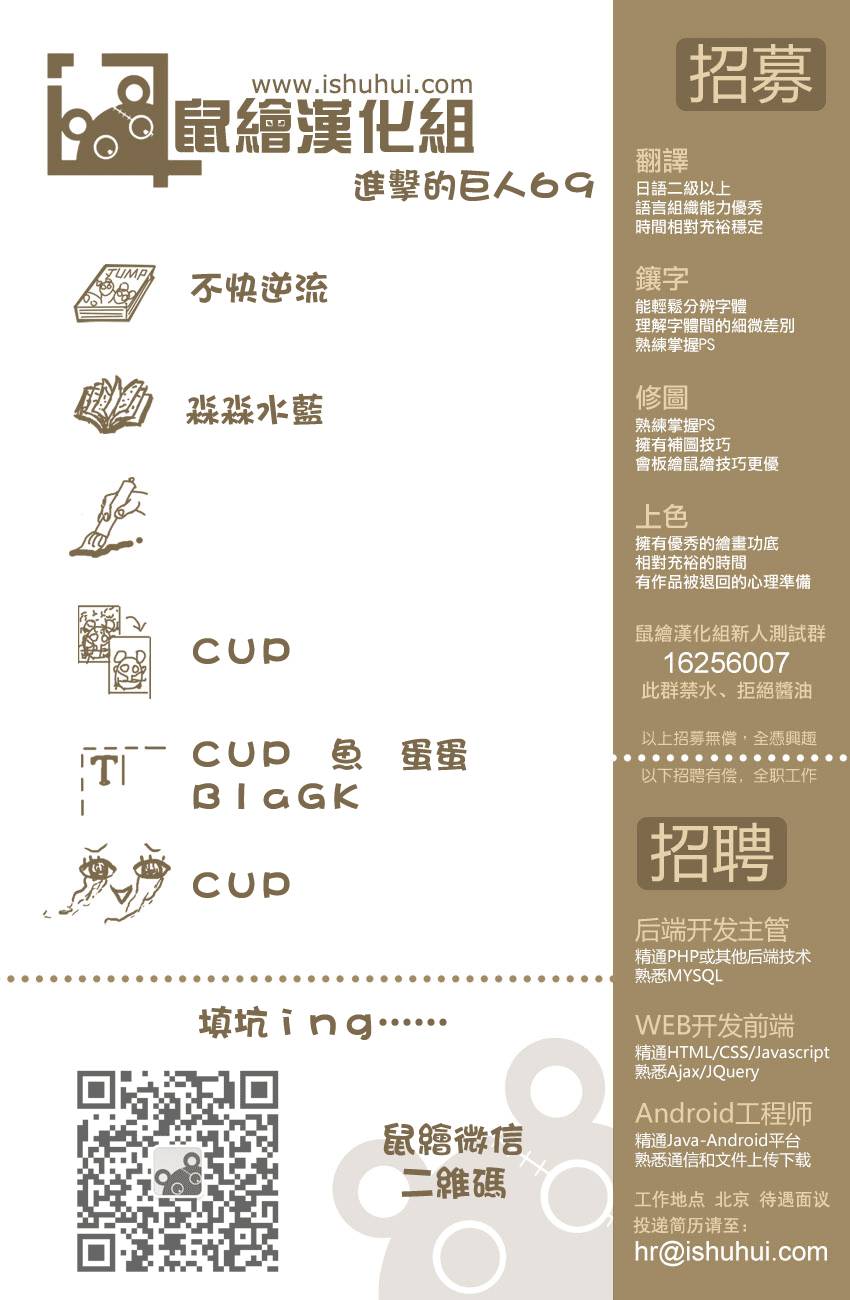 www.ishuhui.com
鼠繪漢化組
進擊的巨人69
JUMP
不快逆流
淼淼水藍
CUP
T
CUP 魚 蛋蛋
BlaGK
CUP
填坑ing……
鼠繪微信
二維碼
招募
翻譯
日語二級以上
語言組織能力優秀
時間相對充裕穩定
鑲字
能輕鬆分辨字體
理解字體間的細微差別
熟練掌握PS
修圖
熟練掌握PS
擁有補圖技巧
會板繪鼠繪技巧更優
上色
擁有優秀的繪畫功底
相對充裕的時間
有作品被退回的心理準備
鼠繪漢化組新人測試群
16256007
此群禁水、拒絕醬油
以上招募無償，全憑興趣
以下招聘有偿，全职工作
招聘
后端开发主管
精通PHP或其他后端技术
熟悉MYSQL
WEB开发前端
精通HTML/CSS/Javascript
熟悉Ajax/JQuery
Android工程师
精通Java-Android平台
熟悉通信和文件上传下载
工作地点 北京 待遇面议
投递简历请至：
hr@ishuhui.com